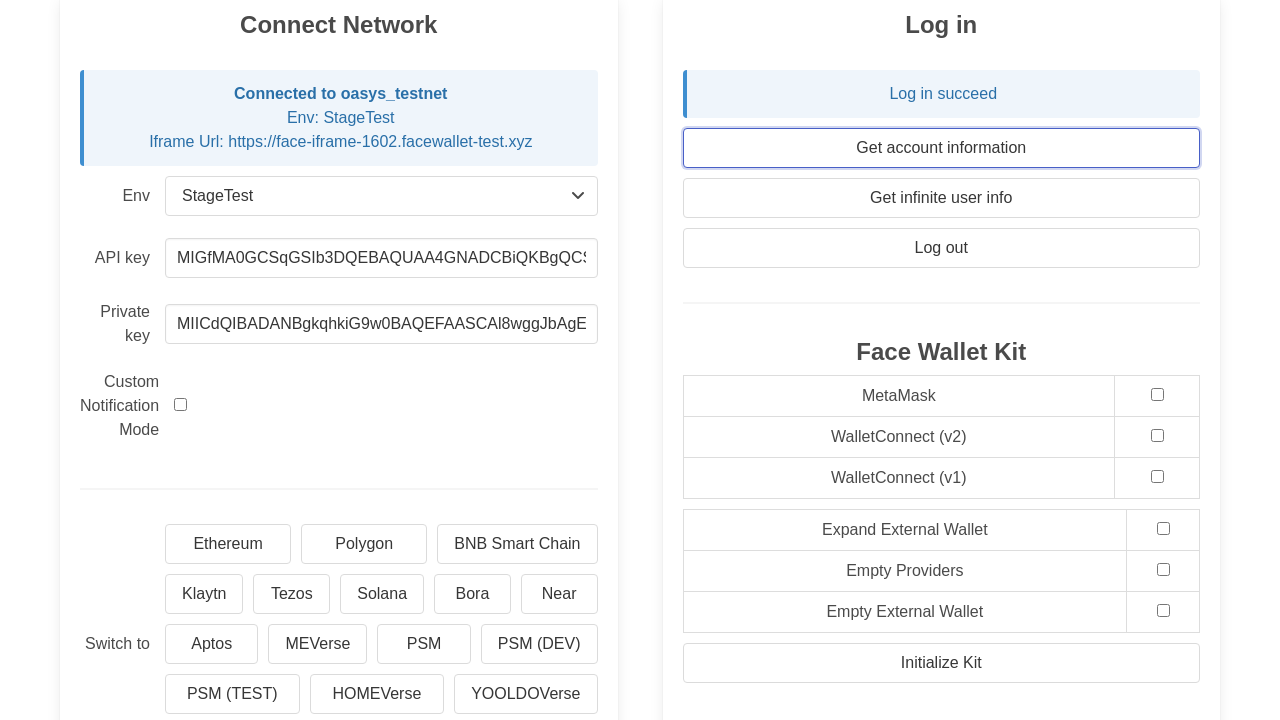 Connect Network
Connected to oasys_testnet
Env: StageTest
Iframe Url: https://face-iframe-1602.facewallet-test.xyz
Env
StageTest
API key
MIGfMA0GCSqGSIb3DQEBAQUAA4GNADCBiQKBgQCS
Private
key
MIICdQIBADANBgkqhkiG9w0BAQEFAASCAl8wggJbAgE
Custom
Notification
Mode
Ethereum
Polygon
BNB Smart Chain
Klaytn
Tezos
Solana
Bora
Near
Switch to
Aptos
MEVerse
PSM
PSM (DEV)
PSM (TEST)
HOMEVerse
YOOLDOVerse
Log in
Log in succeed
Get account information
Get infinite user info
Log out
Face Wallet Kit
MetaMask
WalletConnect (v2)
WalletConnect (v1)
Expand External Wallet
Empty Providers
Empty External Wallet
Initialize Kit